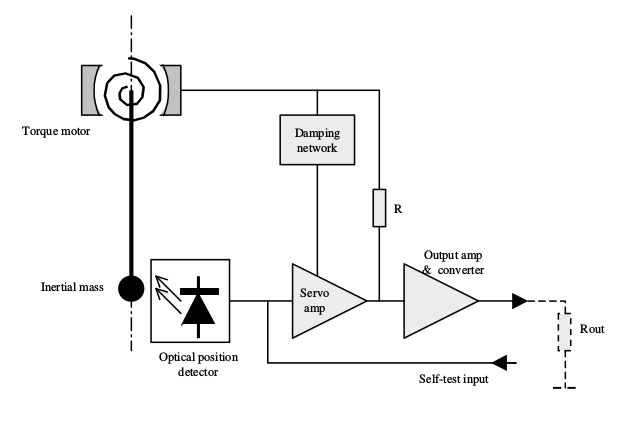 Torque motor
Damping
network
R
Output amp
& converter
Inertial mass
Servo
amp
Rout
Optical position
detector
Self-test input